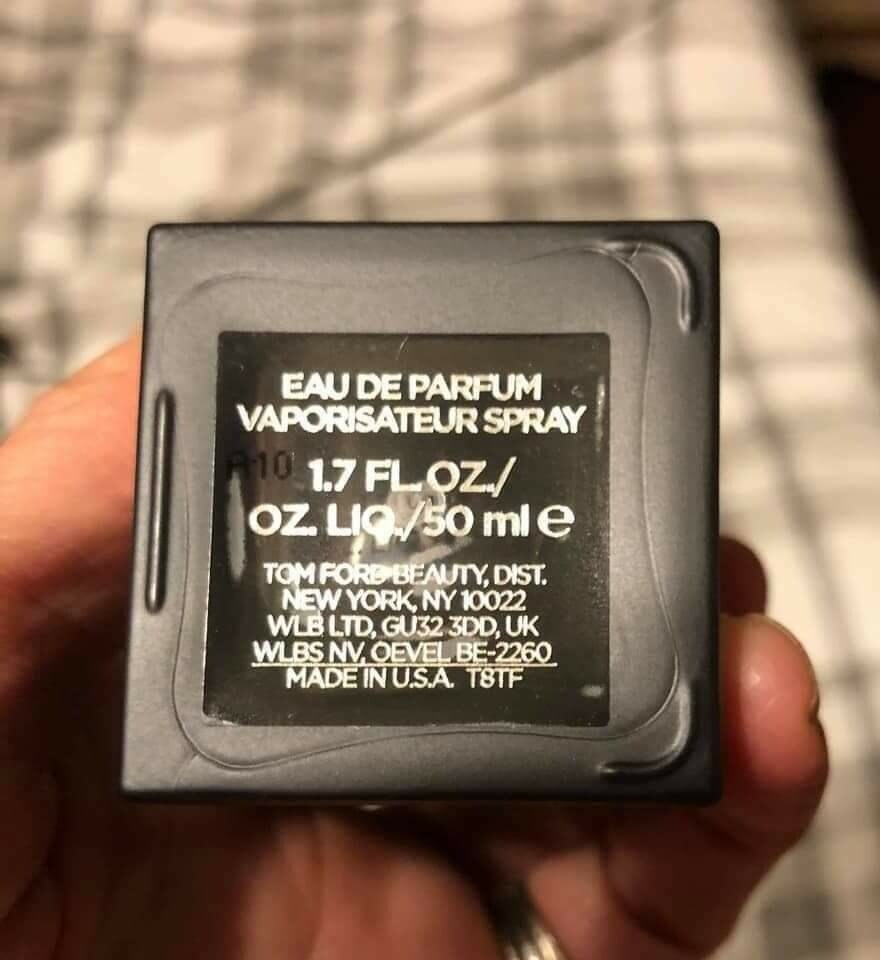 EAU DE PARFUM
VAPORISATEUR SPRAY
1.7 FL. OZ./
OZ. LIQ./50 ml e
TOM FORD BEAUTY, DIST.
NEW YORK, NY 10022
WLB LTD, GU32 3DD, UK
WLBS NV, OEVEL BE-2260
MADE IN U.S.A. T8TF